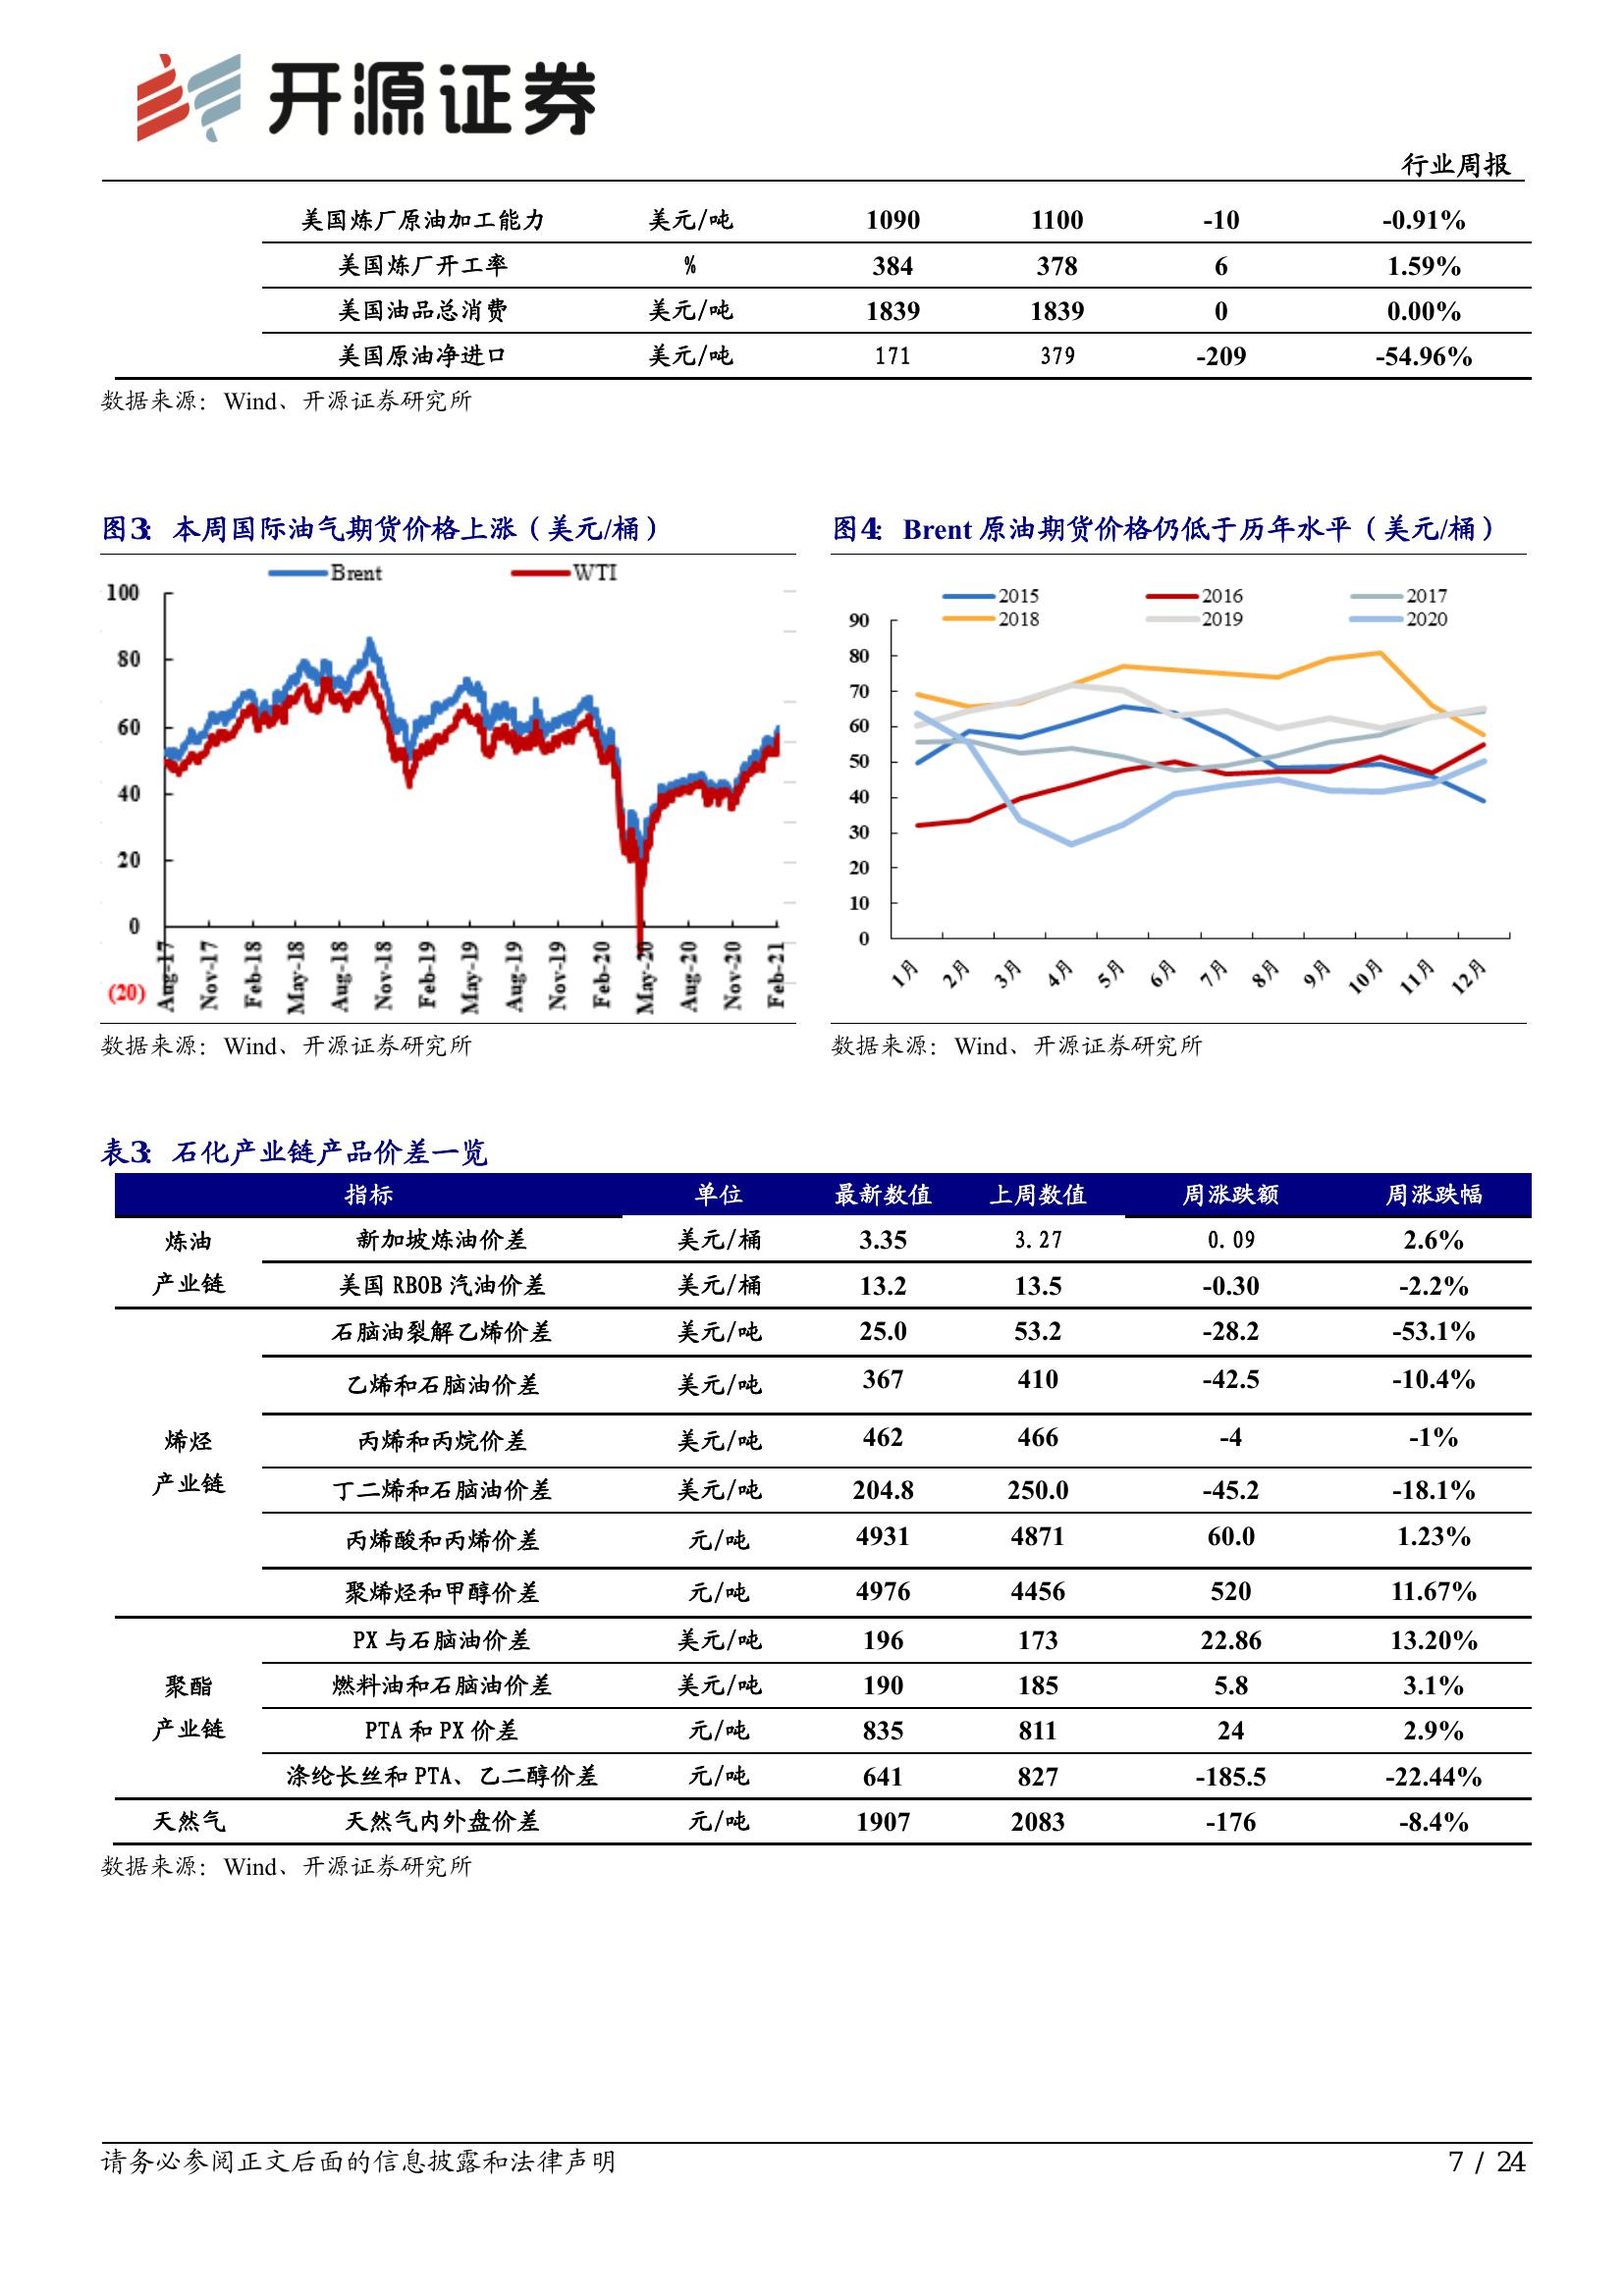 开源证券
行业周报
美国炼厂原油加工能力 美元/吨 1090 1100 -10 -0.91%
美国炼厂开工率 % 384 378 6 1.59%
美国油品总消费 美元/吨 1839 1839 0 0.00%
美国原油净进口 美元/吨 171 379 -209 -54.96%
数据来源：Wind、开源证券研究所
图3：本周国际油气期货价格上涨（美元/桶）
Brent WTI
100
80
60
40
20
0
(20)
Aug-17 Nov-17 Feb-18 May-18 Aug-18 Nov-18 Feb-19 May-19 Aug-19 Nov-19 Feb-20 May-20 Aug-20 Nov-20 Feb-21
数据来源：Wind、开源证券研究所
图4：Brent 原油期货价格仍低于历年水平（美元/桶）
2015 2016 2017
2018 2019 2020
90
80
70
60
50
40
30
20
10
0
1月 2月 3月 4月 5月 6月 7月 8月 9月 10月 11月 12月
数据来源：Wind、开源证券研究所
表3：石化产业链产品价差一览
指标 单位 最新数值 上周数值 周涨跌额 周涨跌幅
炼油
产业链
新加坡炼油价差 美元/桶 3.35 3.27 0.09 2.6%
美国 RBOB 汽油价差 美元/桶 13.2 13.5 -0.30 -2.2%
烯烃
产业链
石脑油裂解乙烯价差 美元/吨 25.0 53.2 -28.2 -53.1%
乙烯和石脑油价差 美元/吨 367 410 -42.5 -10.4%
丙烯和丙烷价差 美元/吨 462 466 -4 -1%
丁二烯和石脑油价差 美元/吨 204.8 250.0 -45.2 -18.1%
丙烯酸和丙烯价差 元/吨 4931 4871 60.0 1.23%
聚烯烃和甲醇价差 元/吨 4976 4456 520 11.67%
聚酯
产业链
PX 与石脑油价差 美元/吨 196 173 22.86 13.20%
燃料油和石脑油价差 美元/吨 190 185 5.8 3.1%
PTA 和 PX 价差 元/吨 835 811 24 2.9%
涤纶长丝和 PTA、乙二醇价差 元/吨 641 827 -185.5 -22.44%
天然气 天然气内外盘价差 元/吨 1907 2083 -176 -8.4%
数据来源：Wind、开源证券研究所
请务必参阅正文后面的信息披露和法律声明
7 / 24